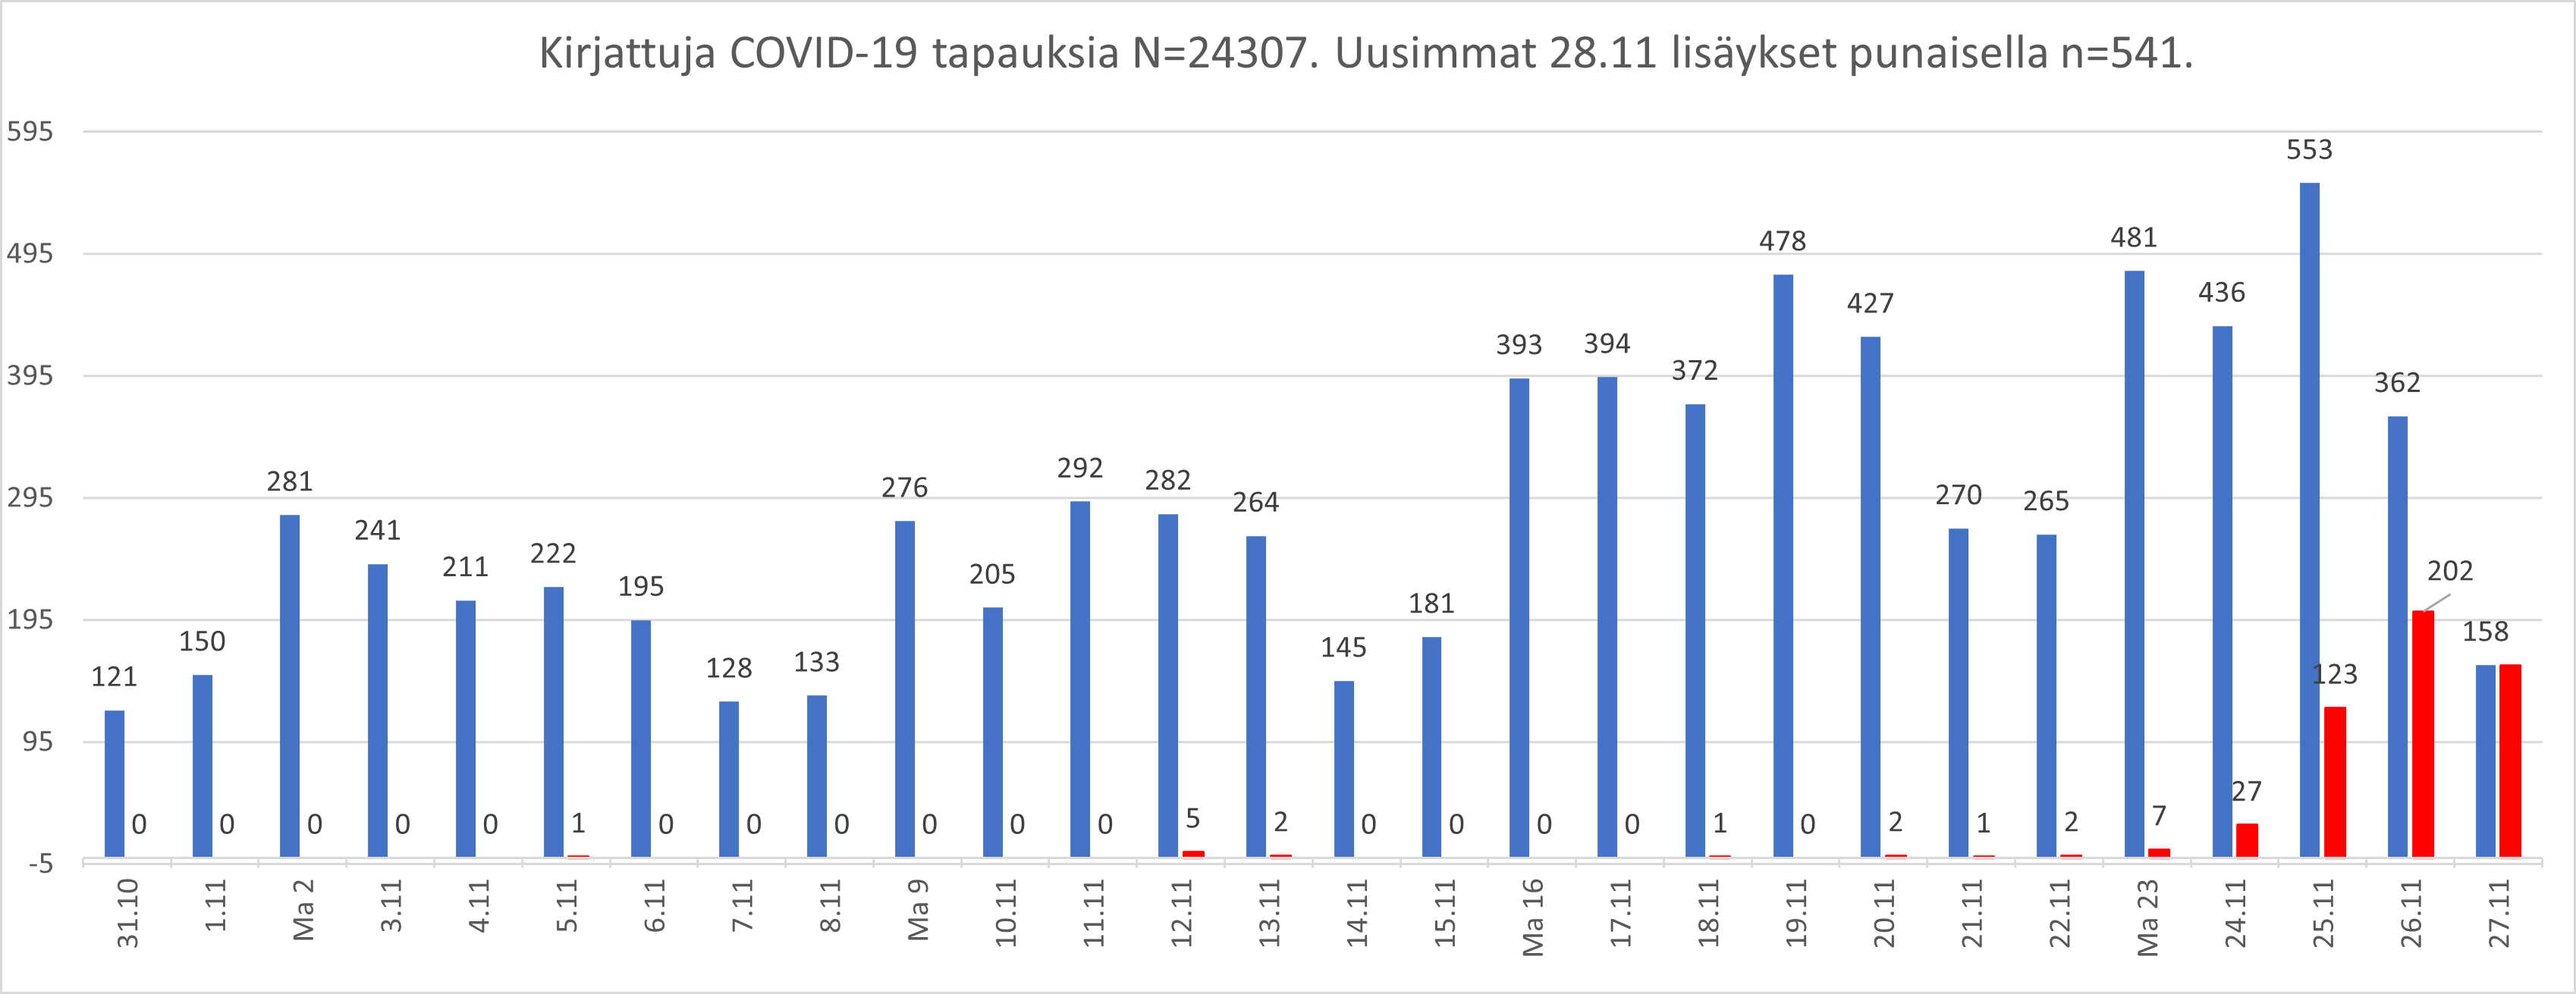 Kirjattuja COVID-19 tapauksia N=24307. Uusimmat 28.11 lisäykset punaisella n=541.
595
495
395
295
195
95
-5
121 150 281 241 211 222 195 128 133 276 205 292 282 264 145 181 393 394 372 478 427 270 265 481 436 553 362 158
0 0 0 0 0 1 0 0 0 0 0 0 5 2 0 0 0 0 1 0 2 1 2 7 27 123 202
31.10 1.11 Ma 2 3.11 4.11 5.11 6.11 7.11 8.11 Ma 9 10.11 11.11 12.11 13.11 14.11 15.11 Ma 16 17.11 18.11 19.11 20.11 21.11 22.11 Ma 23 24.11 25.11 26.11 27.11